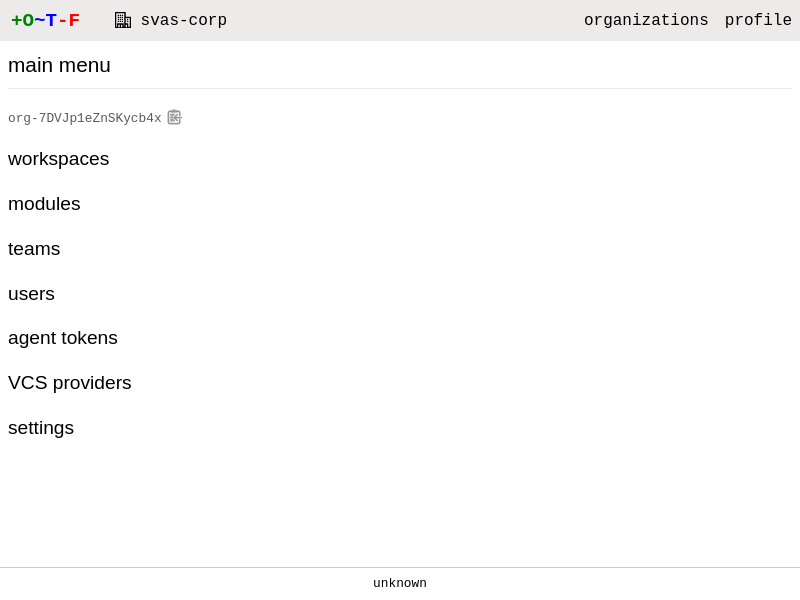 +O~T-F svas-corp organizations profile
main menu
org-7DVJp1eZnSKycb4x
workspaces
modules
teams
users
agent tokens
VCS providers
settings
unknown